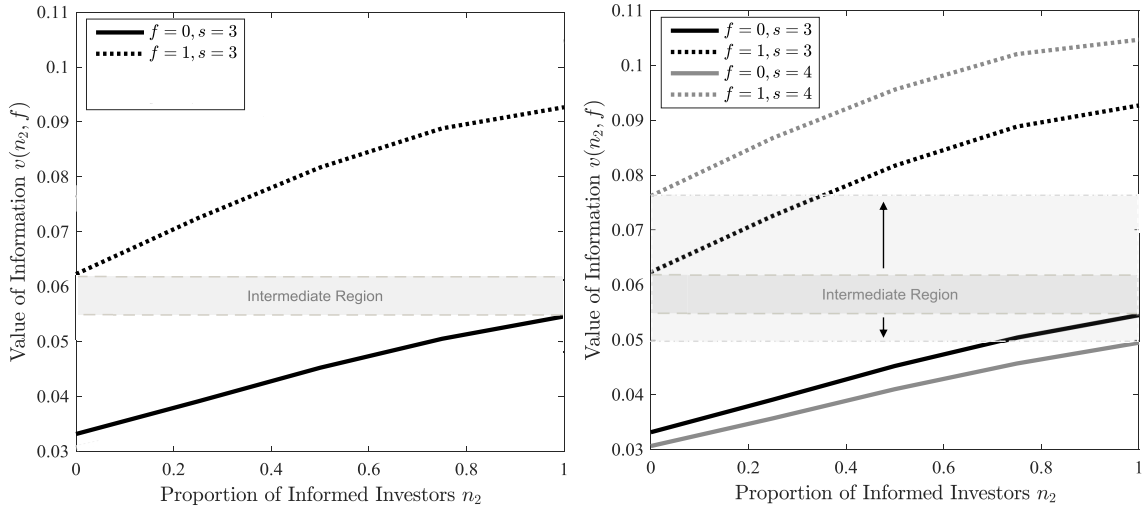 0.11
0.1
0.09
0.08
0.07
0.06
0.05
0.04
0.03
Value of Information v(n₂, f)
f = 0, s = 3
f = 1, s = 3
Intermediate Region
0 0.2 0.4 0.6 0.8 1
Proportion of Informed Investors n₂
0.11
0.1
0.09
0.08
0.07
0.06
0.05
0.04
0.03
Value of Information v(n₂, f)
f = 0, s = 3
f = 1, s = 3
f = 0, s = 4
f = 1, s = 4
Intermediate Region
0 0.2 0.4 0.6 0.8 1
Proportion of Informed Investors n₂